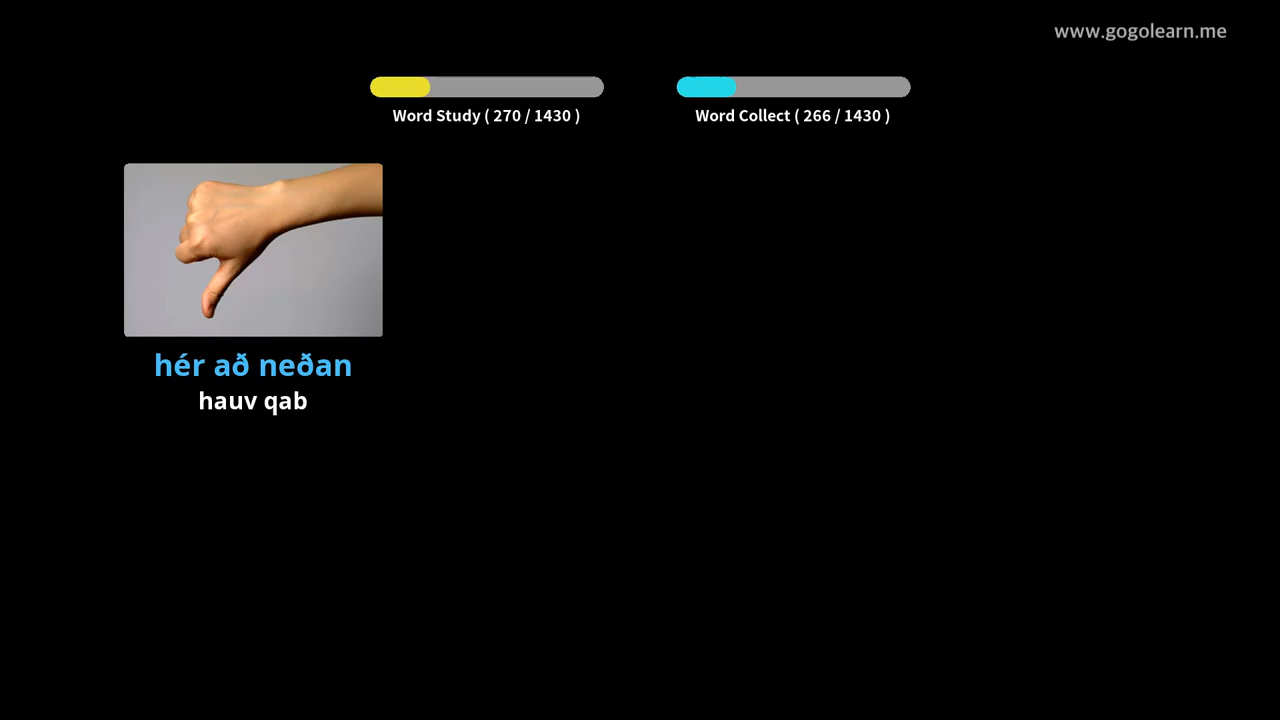 www.gogolearn.me
Word Study ( 270 / 1430 )
Word Collect ( 266 / 1430 )
hér að neðan
hauv qab